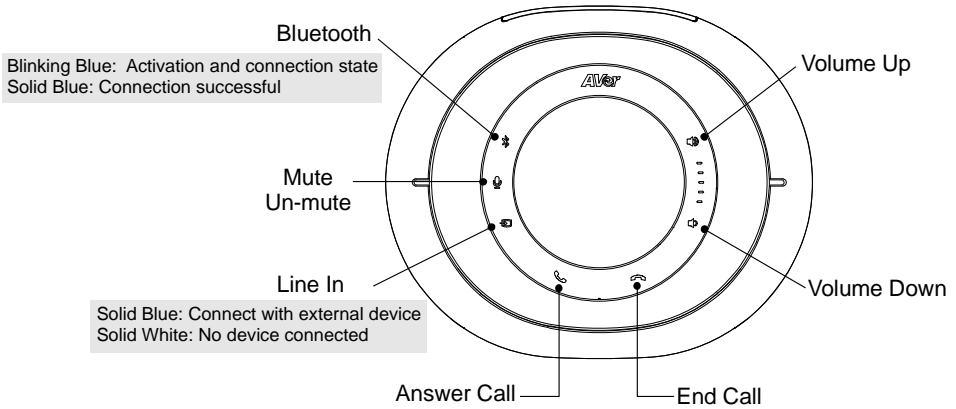 Bluetooth
Blinking Blue:  Activation and connection state
Solid Blue: Connection successful
Volume Up
AVer
Mute
Un-mute
Line In
Solid Blue: Connect with external device
Solid White: No device connected
Volume Down
Answer Call
End Call